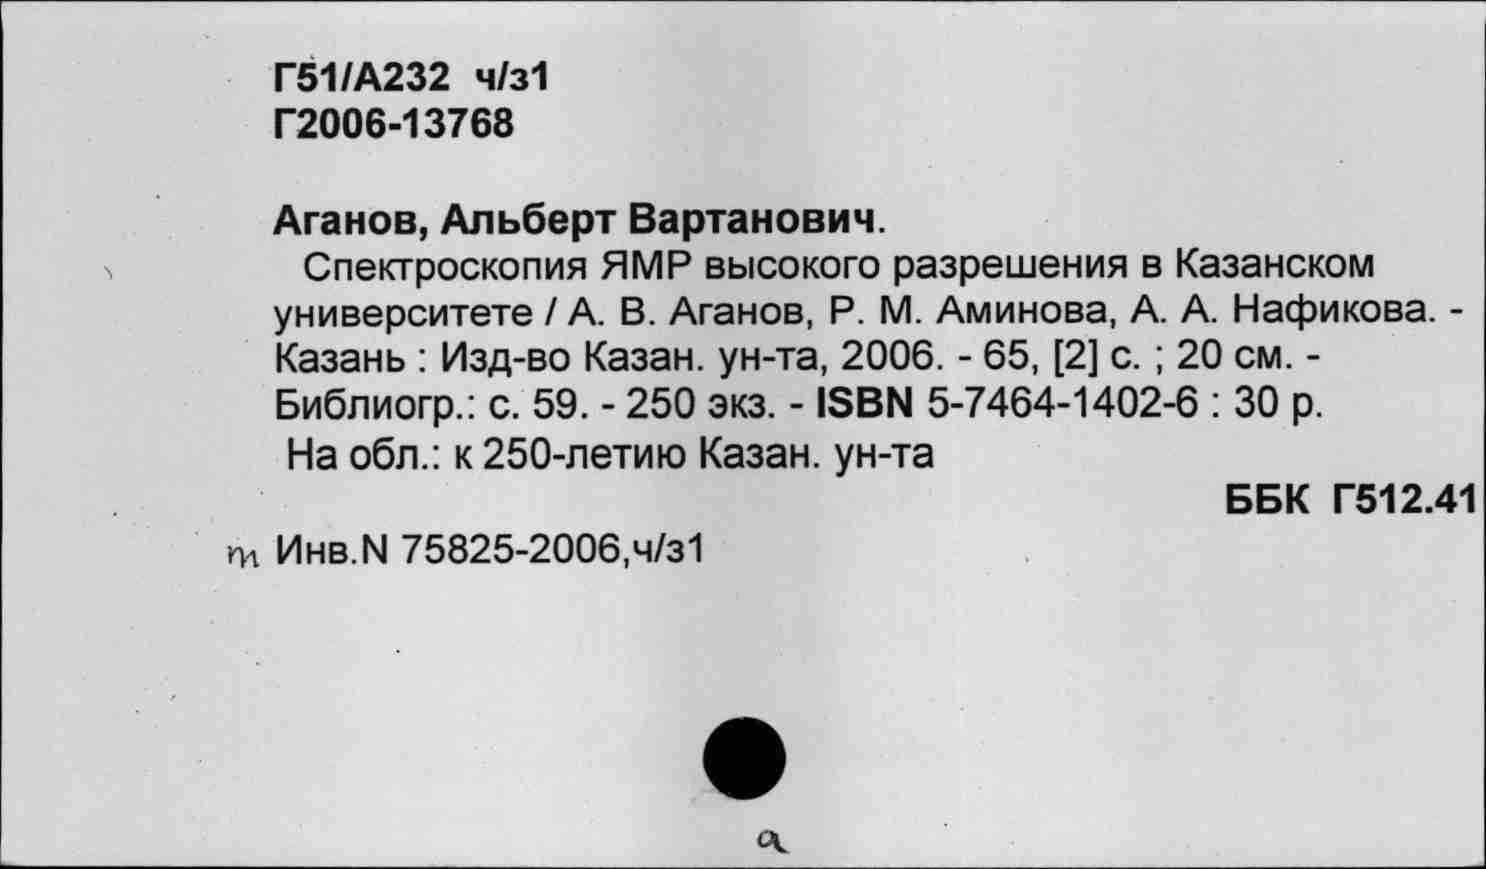 Г51/А232 ч/з1
Г2006-13768
Аганов, Альберт Вартанович.
Спектроскопия ЯМР высокого разрешения в Казанском
университете / А. В. Аганов, Р. М. Аминова, А. А. Нафикова. -
Казань : Изд-во Казан. ун-та, 2006. - 65, [2] с. ; 20 см. -
Библиогр.: с. 59. - 250 экз. - ISBN 5-7464-1402-6 : 30 р.
На обл.: к 250-летию Казан. ун-та
ББК Г512.41
Инв.N 75825-2006,ч/з1